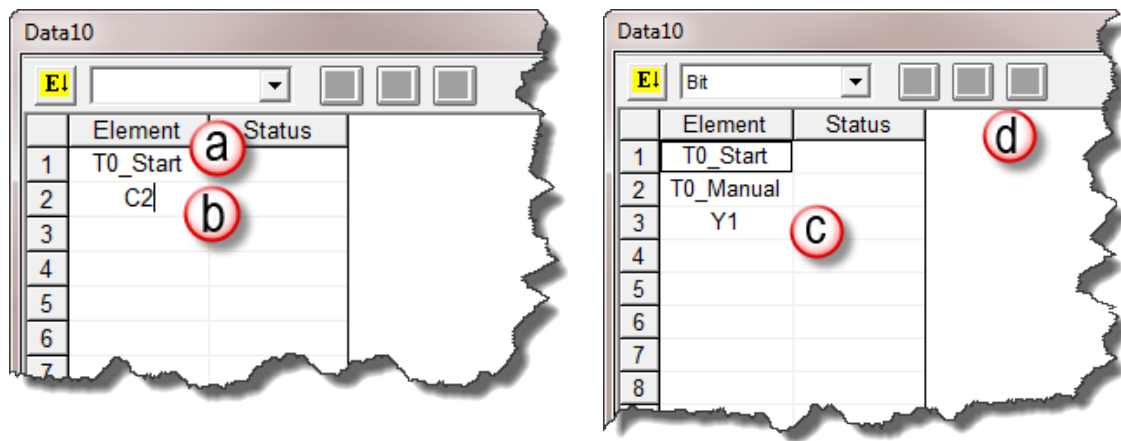 Data10
E↓
Element Status
a
1 T0_Start
2 C2
b
3
4
5
6
7
Data10
E↓ Bit
d
Element Status
1 T0_Start
2 T0_Manual
3 Y1
c
4
5
6
7
8